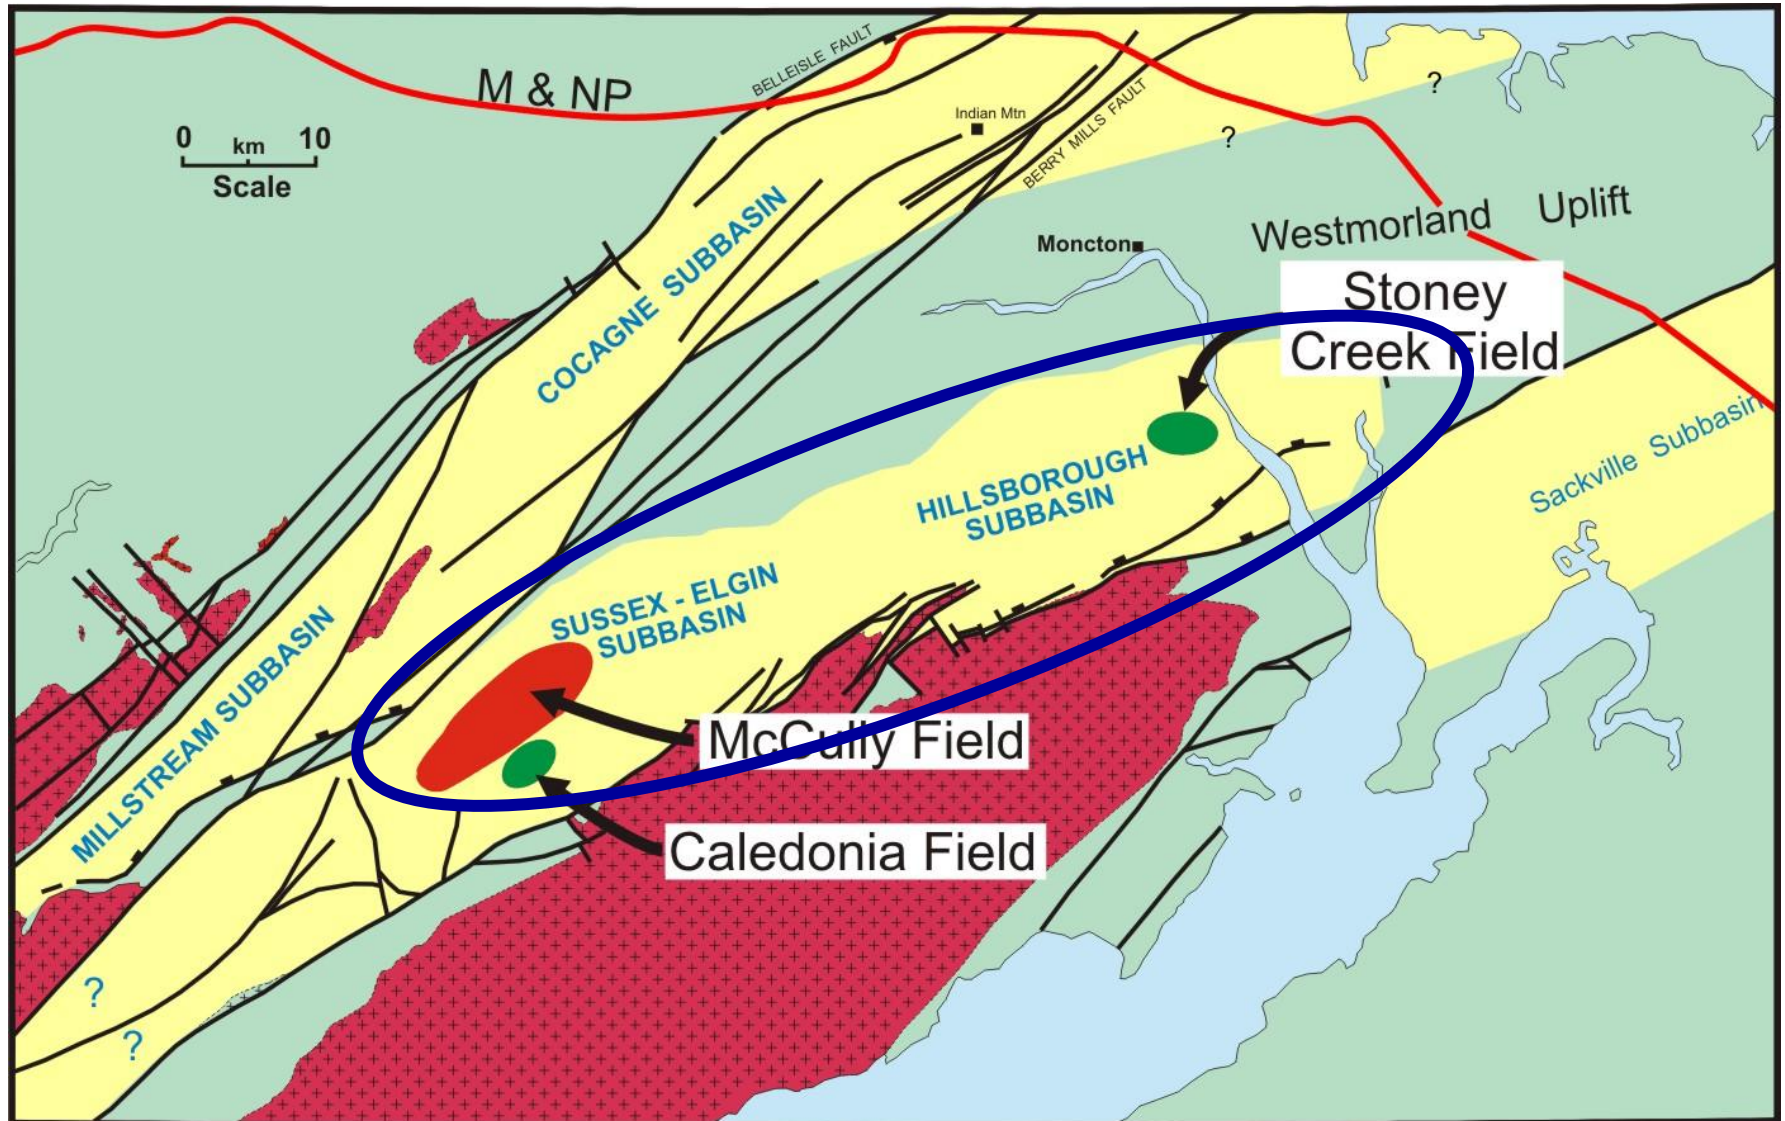 BELLEISLE FAULT
M & NP
?
Indian Mtn
BERRY MILLS FAULT
?
0 km 10
Scale
Westmorland Uplift
Moncton
COCAGNE SUBBASIN
Stoney
Creek Field
Sackville Subbasin
HILLSBOROUGH
SUBBASIN
SUSSEX - ELGIN
SUBBASIN
MILLSTREAM SUBBASIN
McCully Field
Caledonia Field
?
?